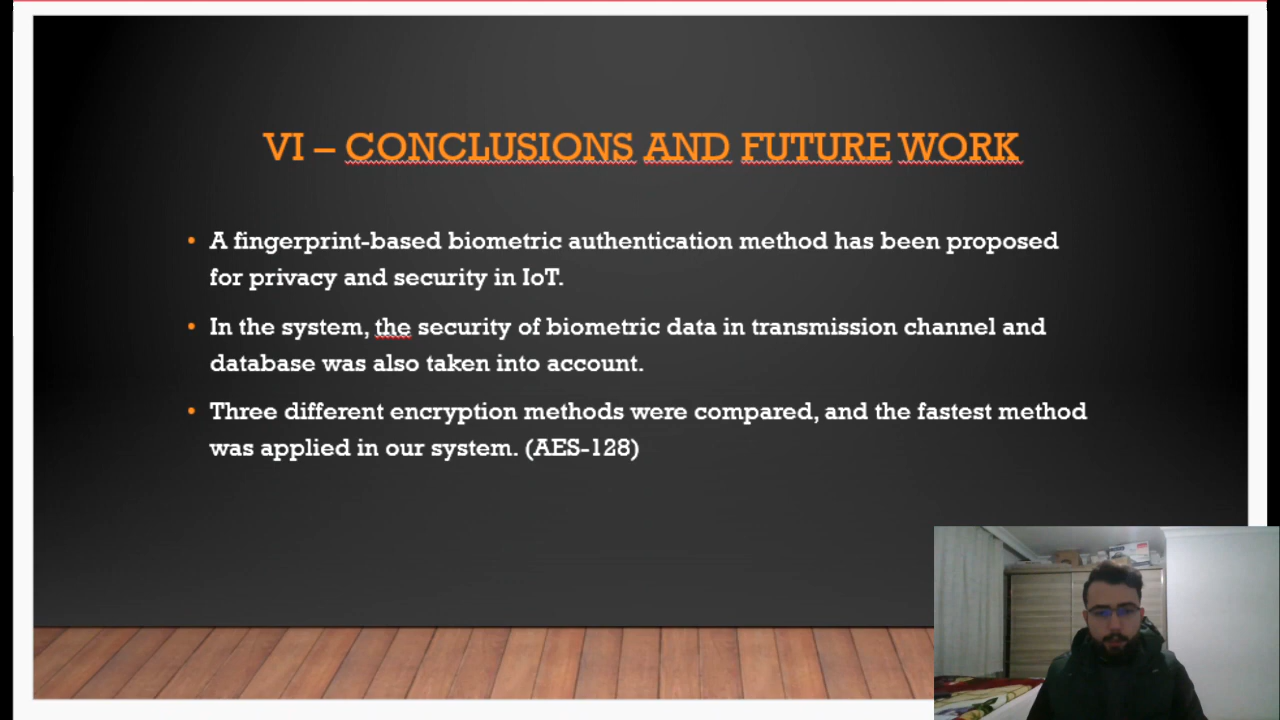 VI – CONCLUSIONS AND FUTURE WORK
• A fingerprint-based biometric authentication method has been proposed
for privacy and security in IoT.
• In the system, the security of biometric data in transmission channel and
database was also taken into account.
• Three different encryption methods were compared, and the fastest method
was applied in our system. (AES-128)